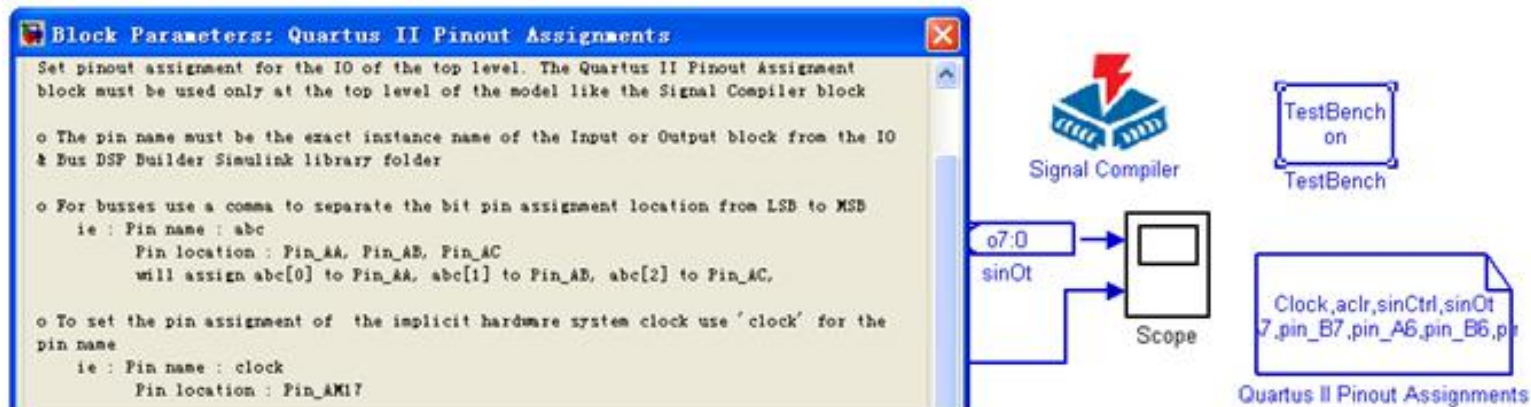 Block Parameters: Quartus II Pinout Assignments
Set pinout assignment for the IO of the top level. The Quartus II Pinout Assignment
block must be used only at the top level of the model like the Signal Compiler block
o The pin name must be the exact instance name of the Input or Output block from the IO
& Bus DSP Builder Simulink library folder
o For busses use a comma to separate the bit pin assignment location from LSB to MSB
ie : Pin name : abc
Pin location : Pin_AA, Pin_AB, Pin_AC
will assign abc[0] to Pin_AA, abc[1] to Pin_AB, abc[2] to Pin_AC,
o To set the pin assignment of the implicit hardware system clock use 'clock' for the
pin name
ie : Pin name : clock
Pin location : Pin_AM17
Signal Compiler
TestBench
on
TestBench
o7:0
sinOt
Scope
Clock,aclr,sinCtrl,sinOt
7,pin_B7,pin_A6,pin_B6,
Quartus II Pinout Assignments